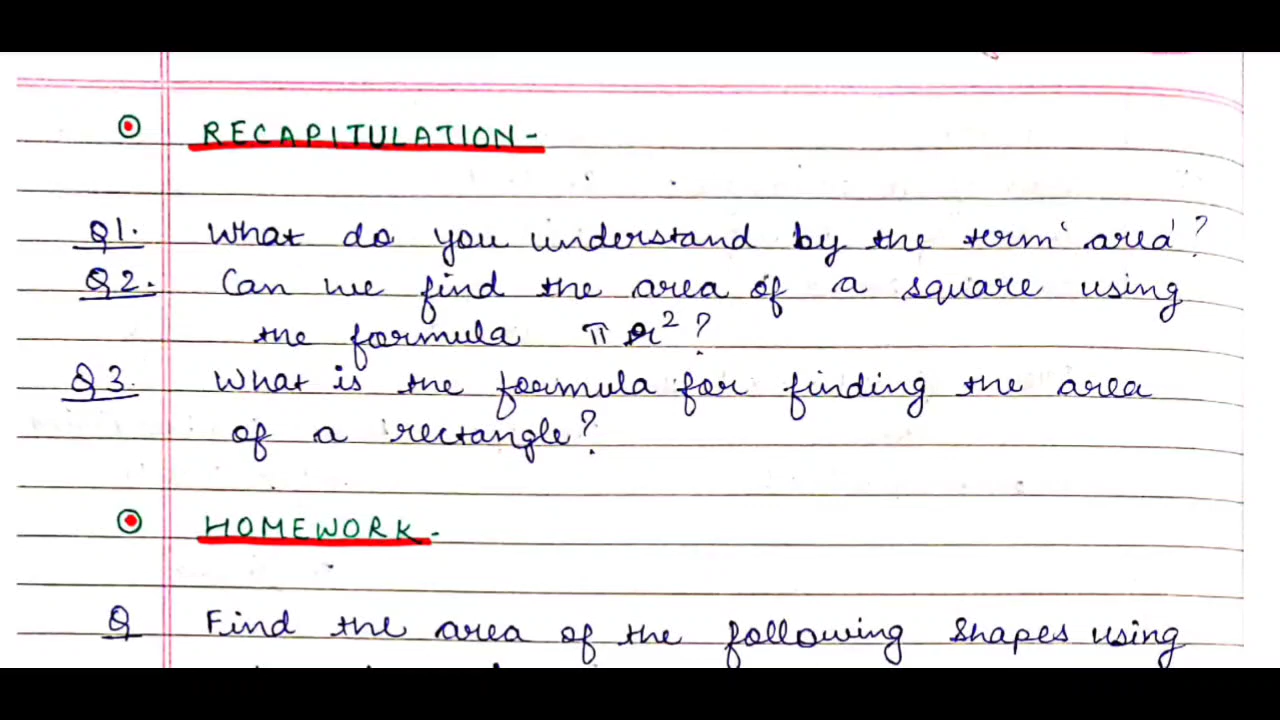 RECAPITULATION -
Q1. What do you understand by the term 'area'?
Q2. Can we find the area of a square using
the formula π r²?
Q3. What is the formula for finding the area
of a rectangle?
HOMEWORK -
Q Find the area of the following shapes using